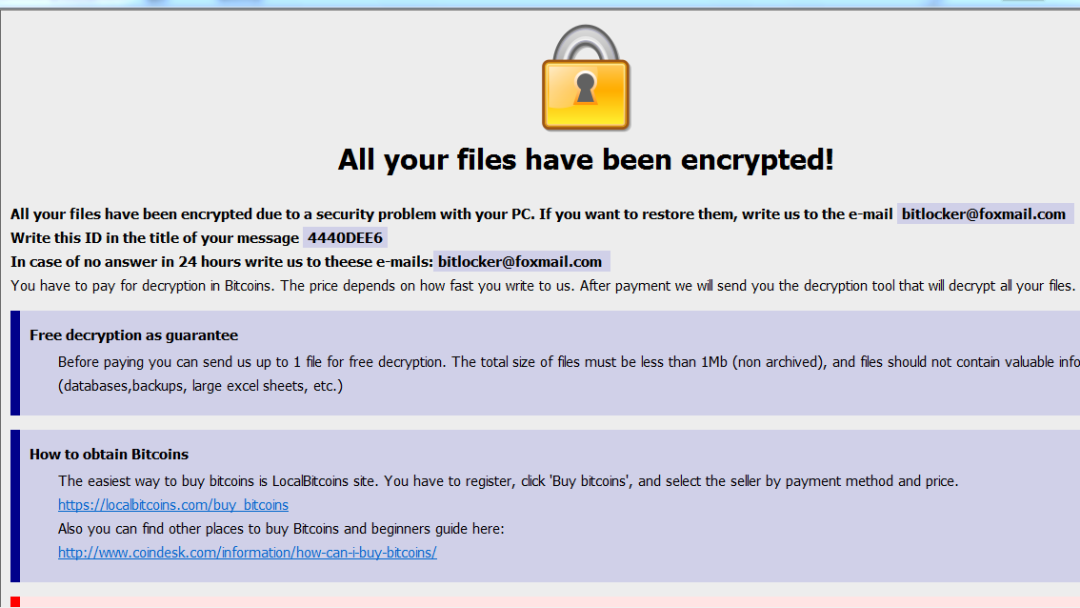 All your files have been encrypted!
All your files have been encrypted due to a security problem with your PC. If you want to restore them, write us to the e-mail bitlocker@foxmail.com
Write this ID in the title of your message 4440DEE6
In case of no answer in 24 hours write us to theese e-mails: bitlocker@foxmail.com
You have to pay for decryption in Bitcoins. The price depends on how fast you write to us. After payment we will send you the decryption tool that will decrypt all your files.
Free decryption as guarantee
Before paying you can send us up to 1 file for free decryption. The total size of files must be less than 1Mb (non archived), and files should not contain valuable info
(databases,backups, large excel sheets, etc.)
How to obtain Bitcoins
The easiest way to buy bitcoins is LocalBitcoins site. You have to register, click 'Buy bitcoins', and select the seller by payment method and price.
https://localbitcoins.com/buy_bitcoins
Also you can find other places to buy Bitcoins and beginners guide here:
http://www.coindesk.com/information/how-can-i-buy-bitcoins/